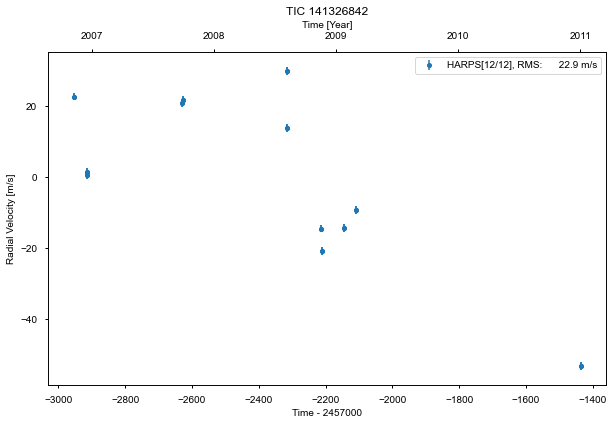 TIC 141326842
Time [Year]
2007 2008 2009 2010 2011
HARPS[12/12], RMS: 22.9 m/s
Radial Velocity [m/s]
20
0
−20
−40
−3000 −2800 −2600 −2400 −2200 −2000 −1800 −1600 −1400
Time - 2457000